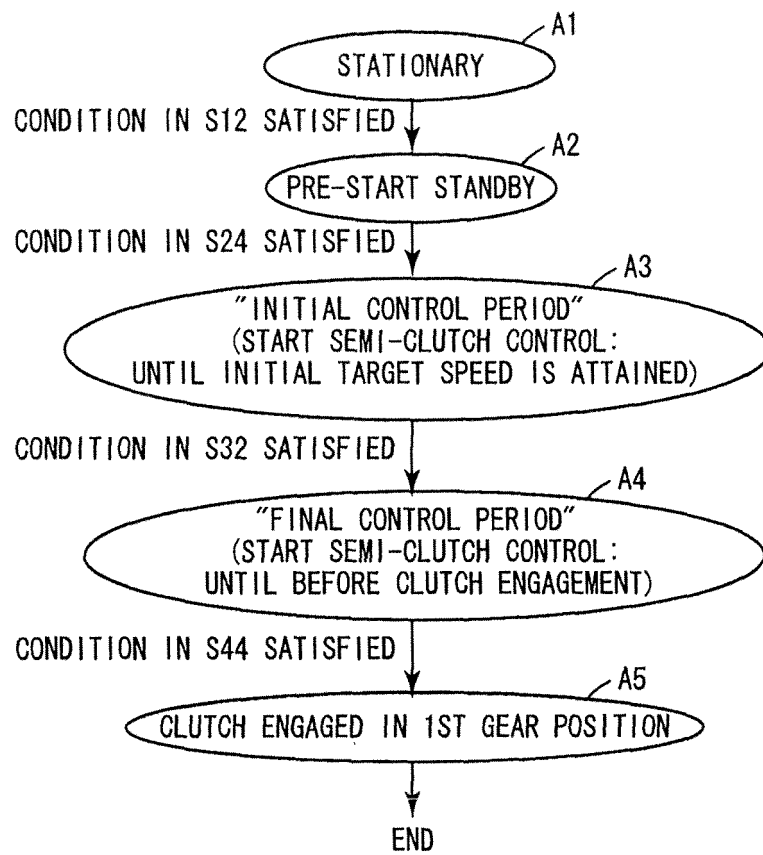 A1
STATIONARY
CONDITION IN S12 SATISFIED
A2
PRE-START STANDBY
CONDITION IN S24 SATISFIED
A3
"INITIAL CONTROL PERIOD"
(START SEMI-CLUTCH CONTROL:
UNTIL INITIAL TARGET SPEED IS ATTAINED)
CONDITION IN S32 SATISFIED
A4
"FINAL CONTROL PERIOD"
(START SEMI-CLUTCH CONTROL:
UNTIL BEFORE CLUTCH ENGAGEMENT)
CONDITION IN S44 SATISFIED
A5
CLUTCH ENGAGED IN 1ST GEAR POSITION
END